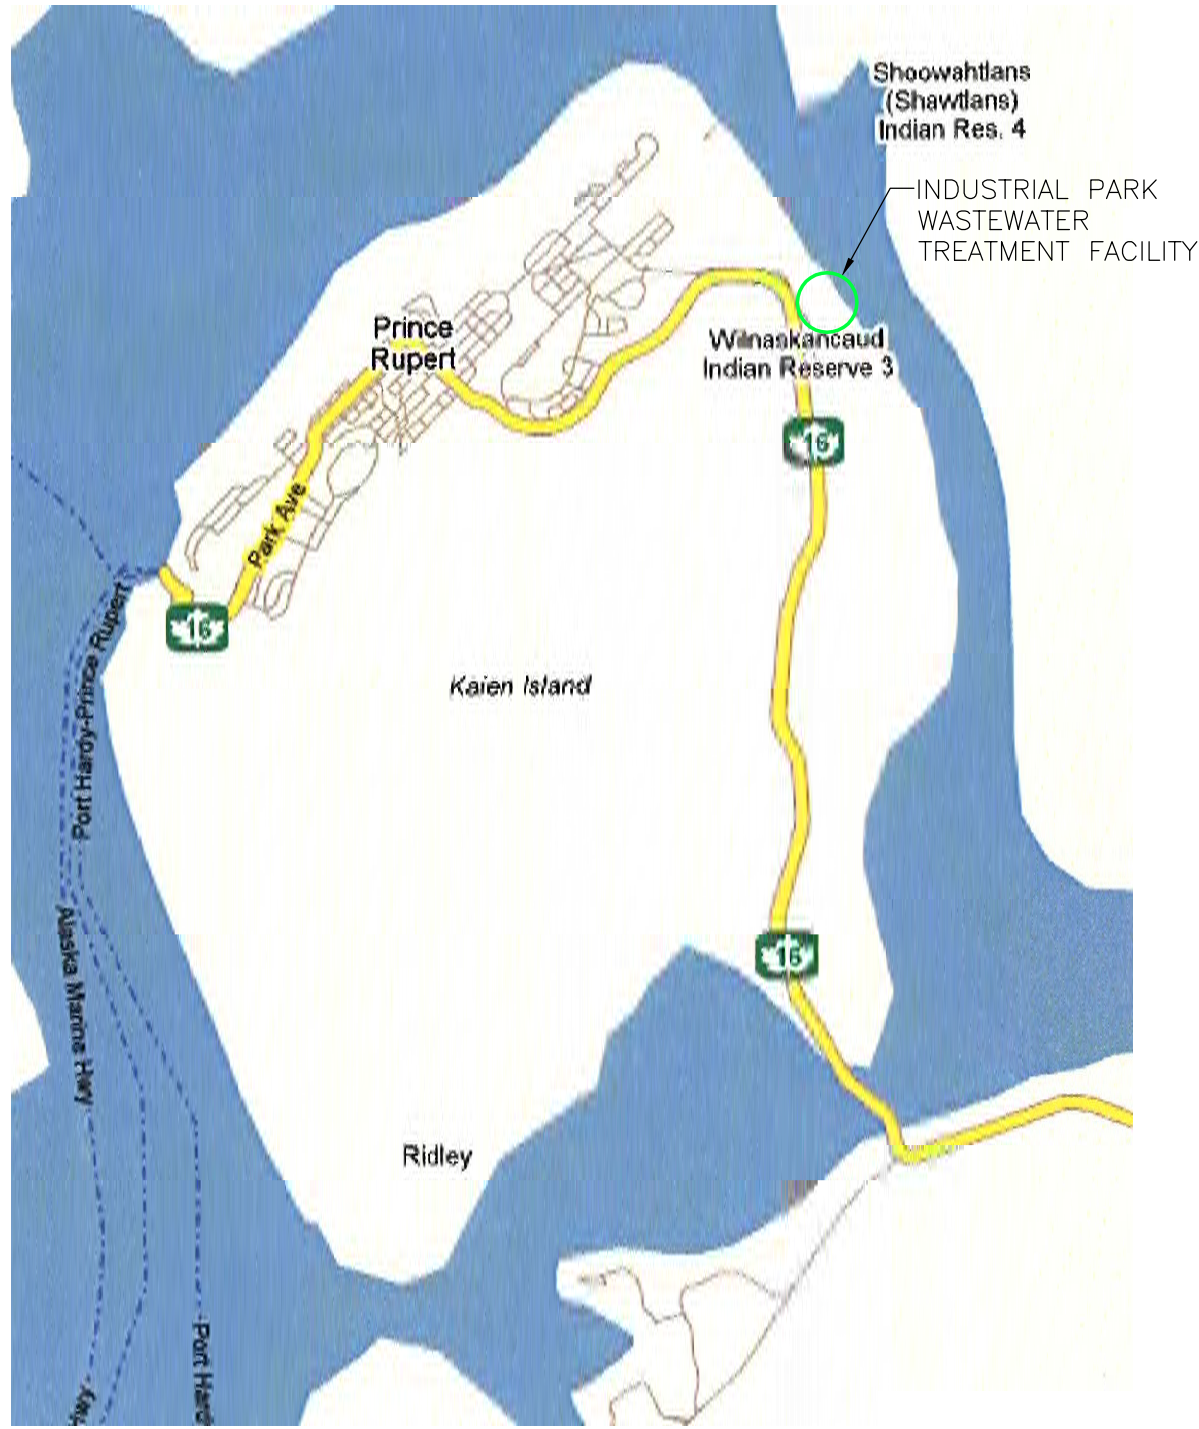 Shoowahtlans
(Shawtlans)
Indian Res. 4
INDUSTRIAL PARK
WASTEWATER
TREATMENT FACILITY
Prince
Rupert
Wilnaskancaud
Indian Reserve 3
16
Park Ave
16
Port Hardy-Prince Rupert
Kaien Island
Alaska Marine Hwy
16
Ridley
Port Hard
Hwy